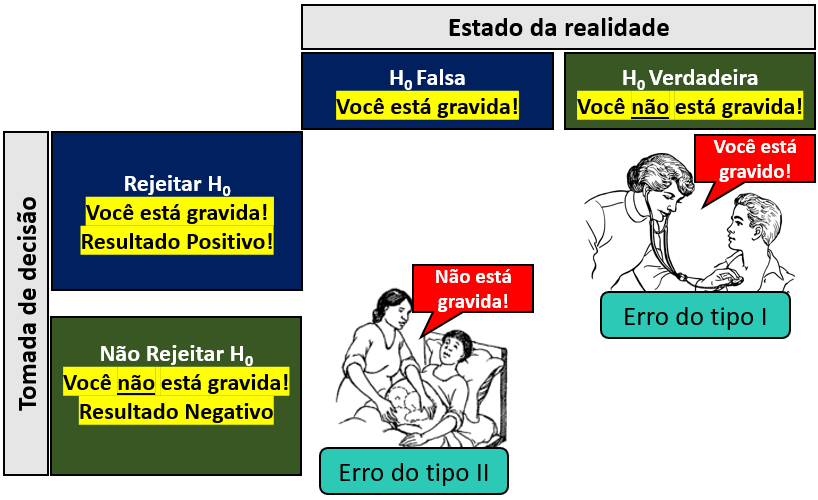 Estado da realidade
H₀ Falsa
Você está gravida!
H₀ Verdadeira
Você não está gravida!
Tomada de decisão
Rejeitar H₀
Você está gravida!
Resultado Positivo!
Você está
gravido!
Erro do tipo I
Não Rejeitar H₀
Você não está gravida!
Resultado Negativo
Não está
gravida!
Erro do tipo II